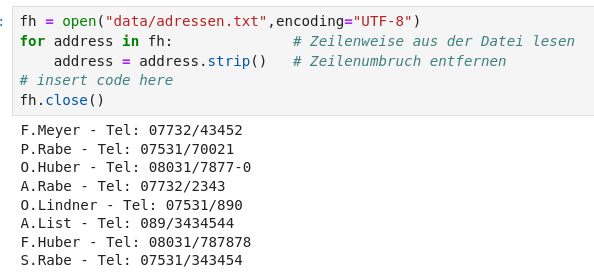 :
fh = open("data/adressen.txt",encoding="UTF-8")
for address in fh:              # Zeilenweise aus der Datei lesen
    address = address.strip()   # Zeilenumbruch entfernen
# insert code here
fh.close()
F.Meyer - Tel: 07732/43452
P.Rabe - Tel: 07531/70021
O.Huber - Tel: 08031/7877-0
A.Rabe - Tel: 07732/2343
O.Lindner - Tel: 07531/890
A.List - Tel: 089/3434544
F.Huber - Tel: 08031/787878
S.Rabe - Tel: 07531/343454